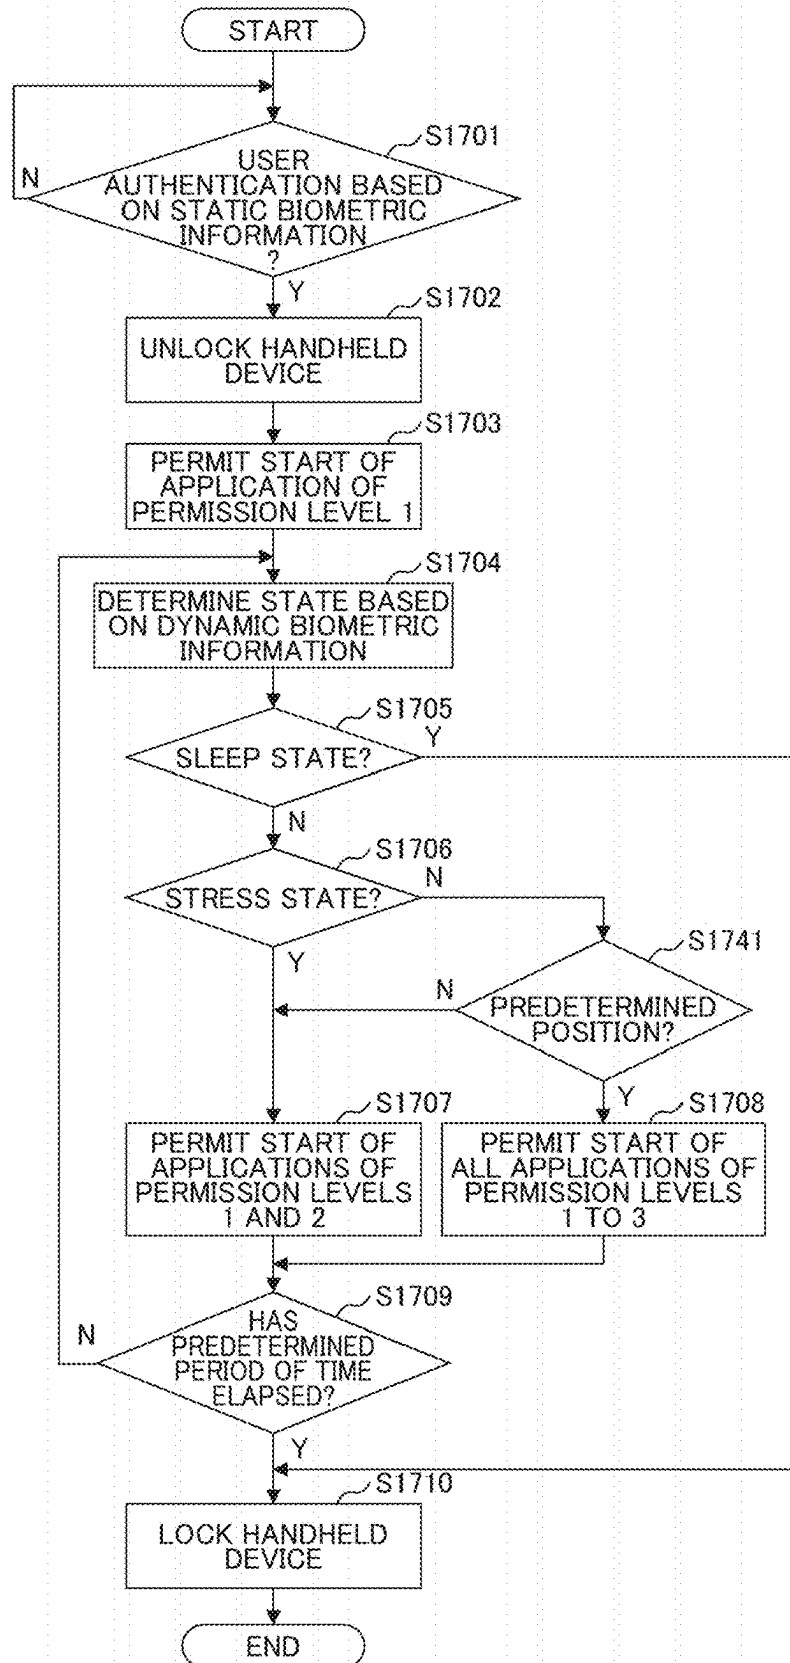 START
S1701
USER
AUTHENTICATION BASED
ON STATIC BIOMETRIC
INFORMATION
?
N
Y
S1702
UNLOCK HANDHELD
DEVICE
S1703
PERMIT START OF
APPLICATION OF
PERMISSION LEVEL 1
S1704
DETERMINE STATE BASED
ON DYNAMIC BIOMETRIC
INFORMATION
S1705
SLEEP STATE?
Y
N
S1706
STRESS STATE?
N
Y
S1741
PREDETERMINED
POSITION?
N
Y
S1707
PERMIT START OF
APPLICATIONS OF
PERMISSION LEVELS
1 AND 2
S1708
PERMIT START OF
ALL APPLICATIONS OF
PERMISSION LEVELS
1 TO 3
S1709
HAS
PREDETERMINED
PERIOD OF TIME
ELAPSED?
N
Y
S1710
LOCK HANDHELD
DEVICE
END